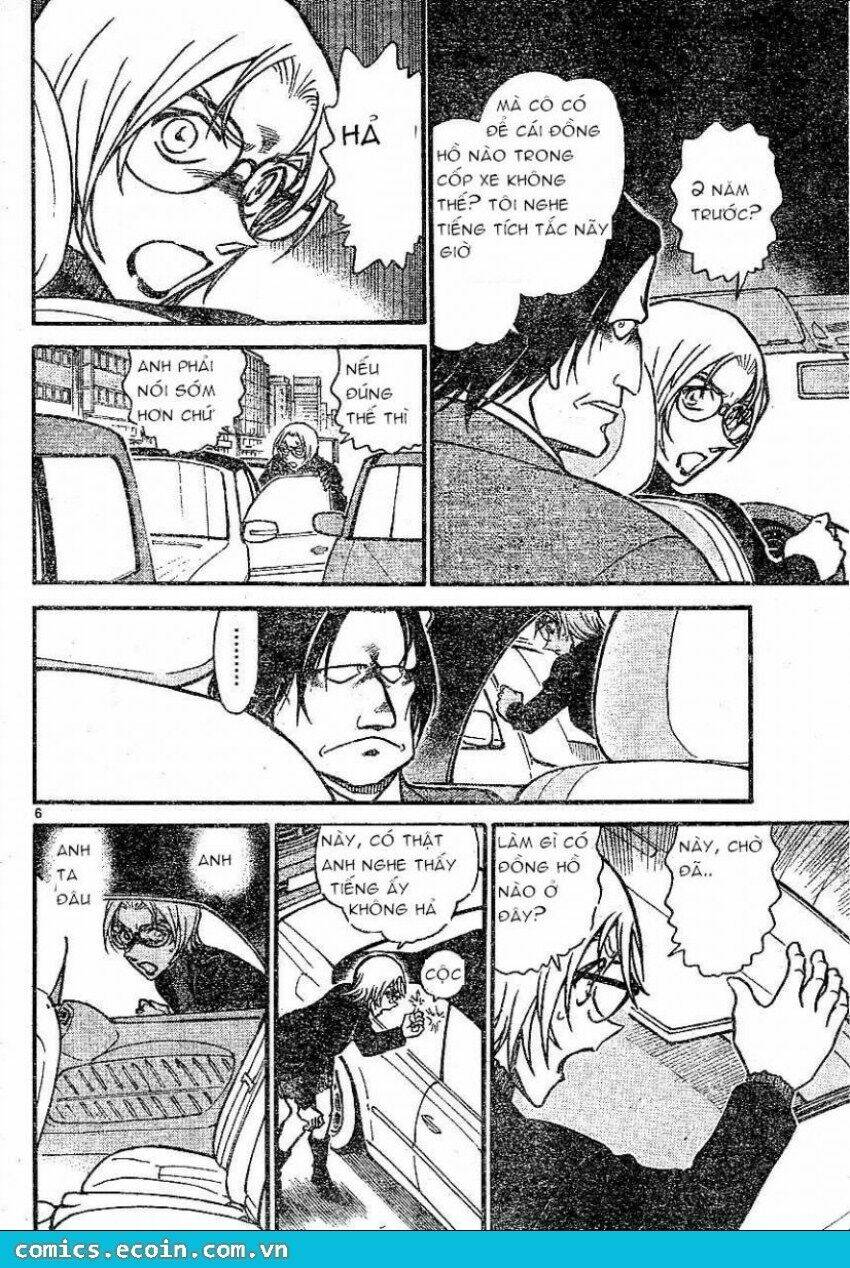 2 NĂM
TRƯỚC?
MÀ CÔ CÓ
ĐỂ CÁI ĐỒNG
HỒ NÀO TRONG
CỐP XE KHÔNG
THẾ? TÔI NGHE
TIẾNG TÍCH TẮC NÃY
GIỜ
HẢ
NẾU
ĐÚNG
THẾ THÌ
ANH PHẢI
NÓI SỚM
HƠN CHỨ
........
6
NÀY, CHỜ
ĐÃ..
LÀM GÌ CÓ
ĐỒNG HỒ
NÀO Ở
ĐÂY?
NÀY, CÓ THẬT
ANH NGHE THẤY
TIẾNG ẤY
KHÔNG HẢ
CỘC
ANH
ANH
TA
ĐÂU
comics.ecoin.com.vn